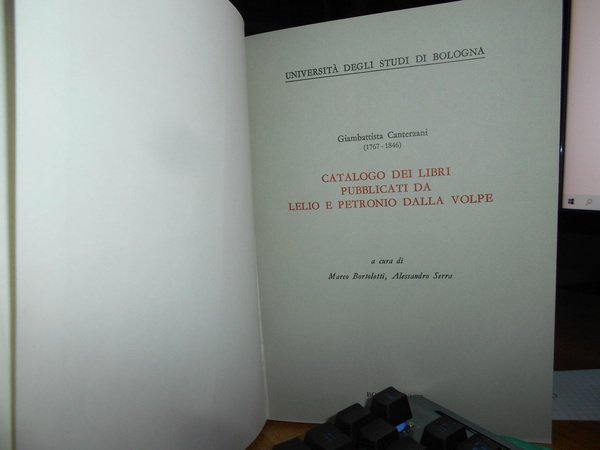 UNIVERSITÀ DEGLI STUDI DI BOLOGNA
Giambattista Canterzani
(1767-1846)
CATALOGO DEI LIBRI
PUBBLICATI DA
LELIO E PETRONIO DALLA VOLPE
a cura di
Marco Bortolotti, Alessandro Serra